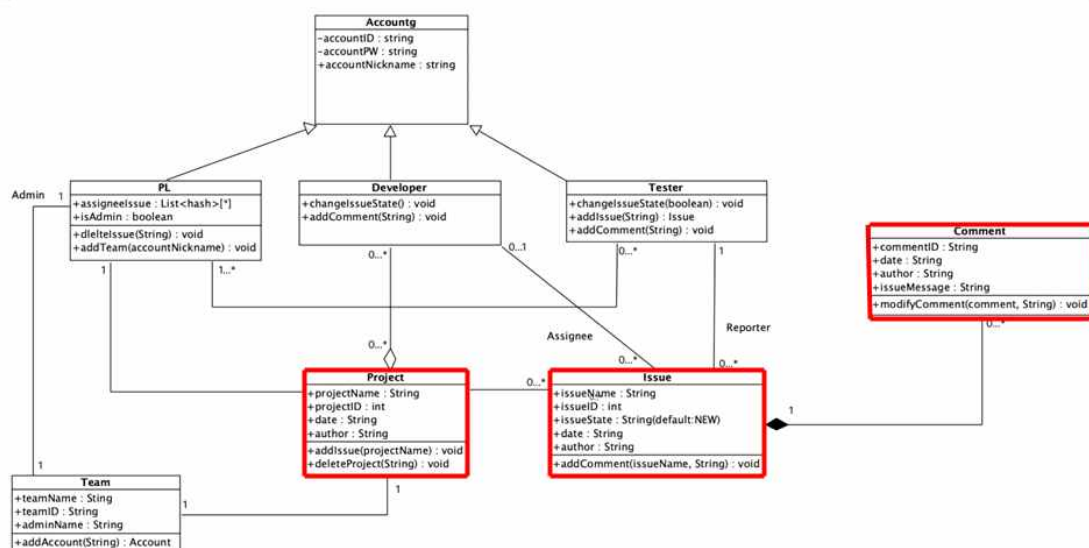 Accountg
-accountID : string
-accountPW : string
+accountNickname : string
PL
+assigneeIssue : List<hash>[*]
+isAdmin : boolean
+dlelteIssue(String) : void
+addTeam(accountNickname) : void
Developer
+changeIssueState() : void
+addComment(String) : void
Tester
+changeIssueState(boolean) : void
+addIssue(String) : Issue
+addComment(String) : void
Comment
+commentID : String
+date : String
+author : String
+issueMessage : String
+modifyComment(comment, String) : void
Admin
1
1
1...*
0...*
0...1
0...*
1
0...*
Assignee
Reporter
0...*
0...*
0...*
0...*
Project
+projectName : String
+projectID : int
+date : String
+author : String
+addIssue(projectName) : void
+deleteProject(String) : void
Issue
+issueName : String
0...*
+issueID : int
+issueState : String(default:NEW)
+date : String
+author : String
+addComment(issueName, String) : void
1
1
1
1
Team
+teamName : Sting
+teamID : String
+adminName : String
+addAccount(String) : Account